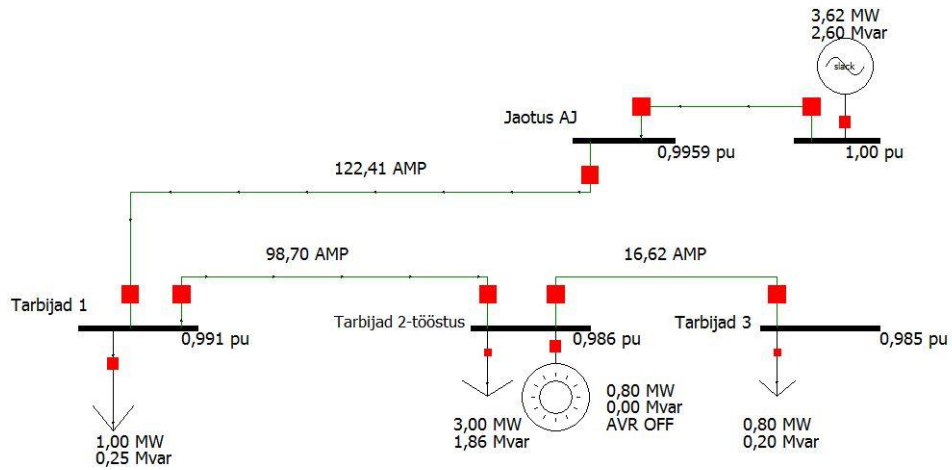 3,62 MW
2,60 Mvar
slack
Jaotus AJ
0,9959 pu
1,00 pu
122,41 AMP
98,70 AMP
16,62 AMP
Tarbijad 1
0,991 pu
Tarbijad 2-tööstus
0,986 pu
Tarbijad 3
0,985 pu
1,00 MW
0,25 Mvar
3,00 MW
1,86 Mvar
0,80 MW
0,00 Mvar
AVR OFF
0,80 MW
0,20 Mvar